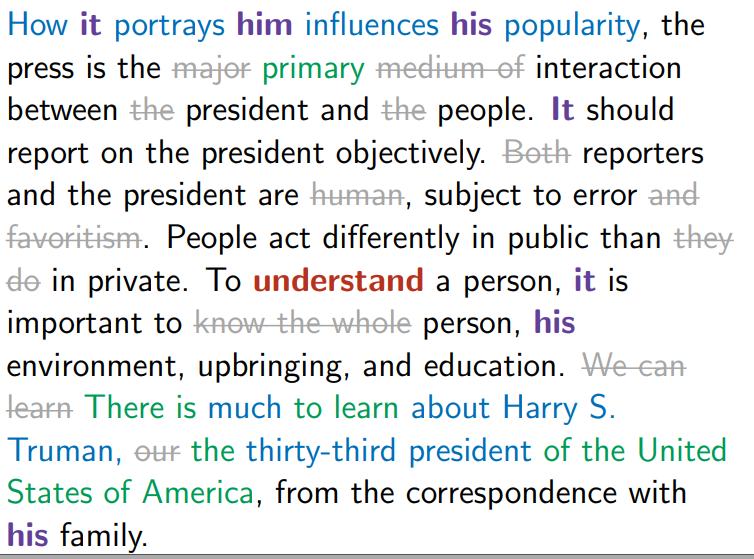 How it portrays him influences his popularity, the
press is the major primary medium of interaction
between the president and the people. It should
report on the president objectively. Both reporters
and the president are human, subject to error and
favoritism. People act differently in public than they
do in private. To understand a person, it is
important to know the whole person, his
environment, upbringing, and education. We can
learn There is much to learn about Harry S.
Truman, our the thirty-third president of the United
States of America, from the correspondence with
his family.